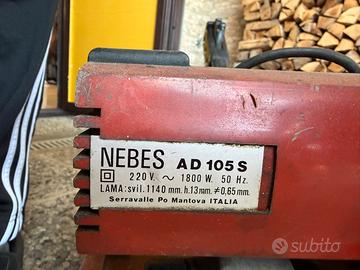 NEBES AD 105 S
220 V. ~ 1800 W. 50 Hz.
LAMA: svil. 1140 mm. h.13 mm. ≠ 0,65 mm.
Serravalle Po Mantova ITALIA
subito